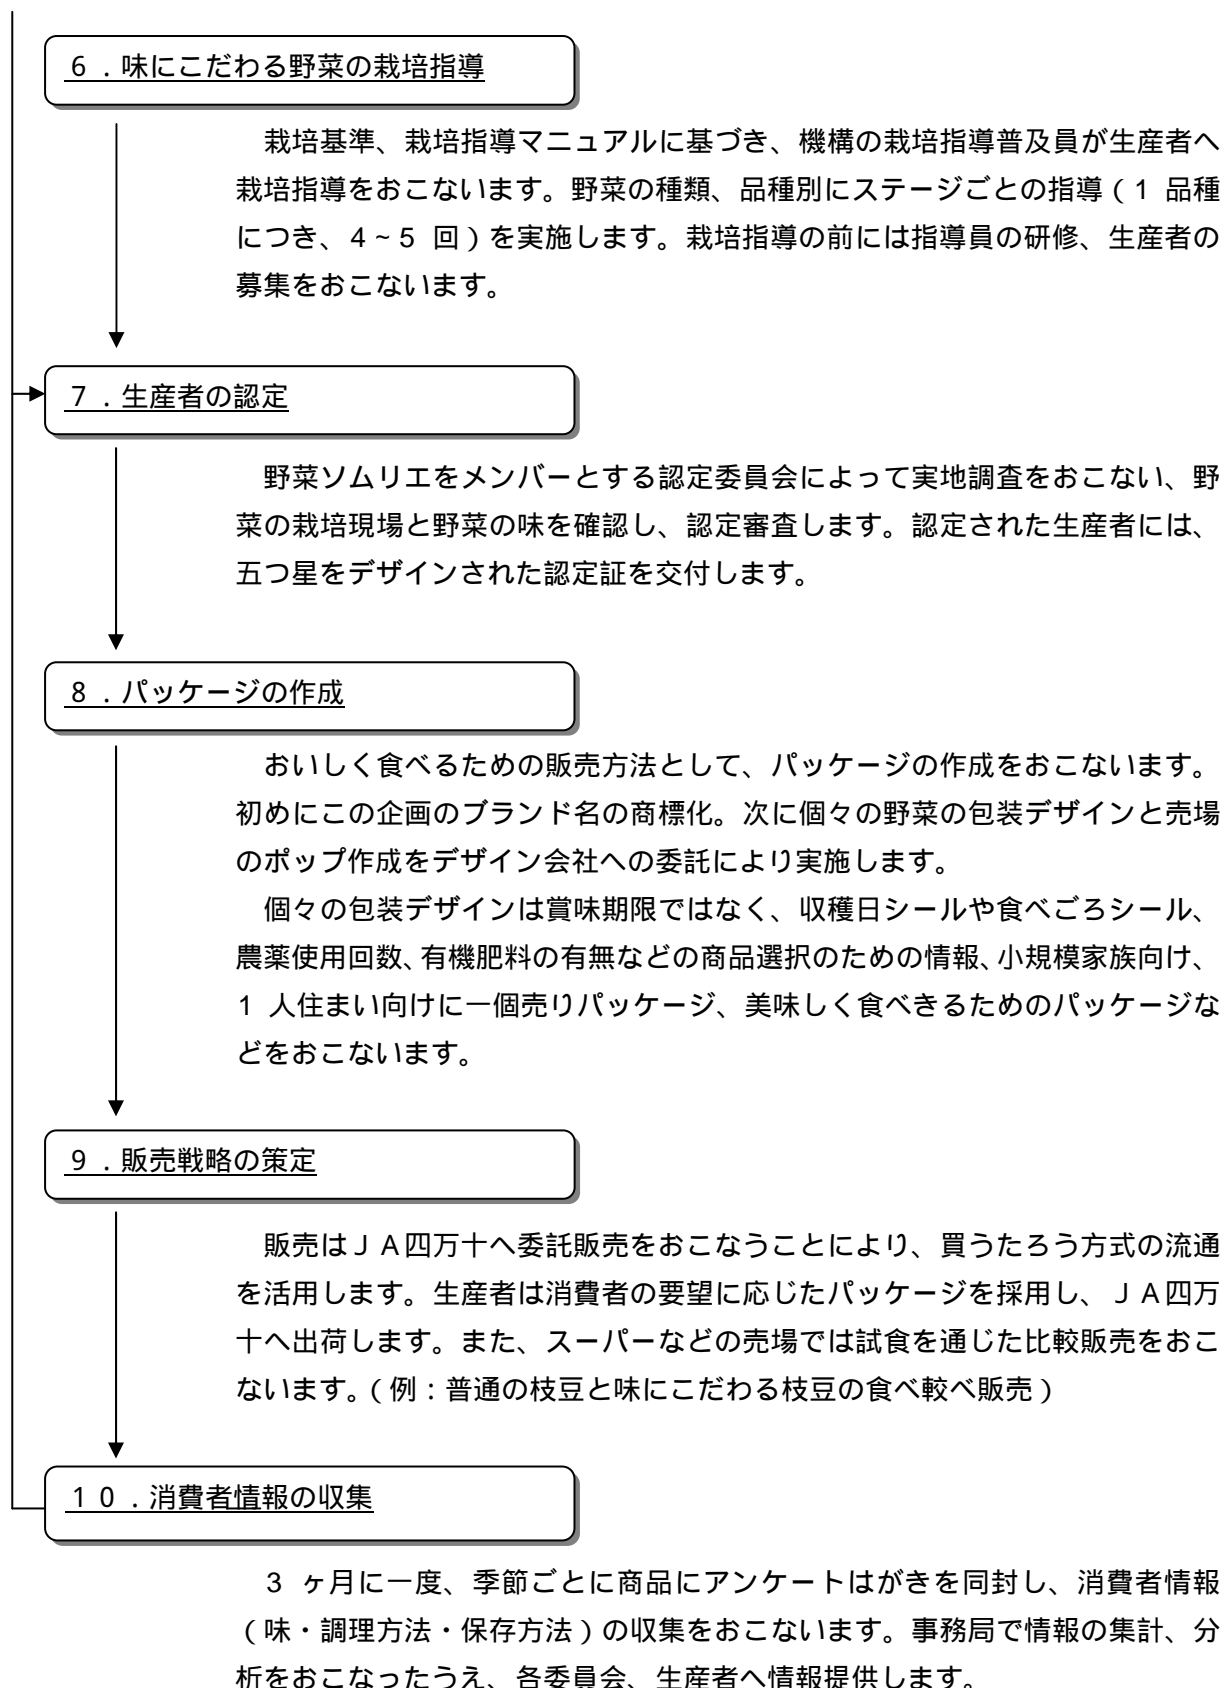 ６．味にこだわる野菜の栽培指導
栽培基準、栽培指導マニュアルに基づき、機構の栽培指導普及員が生産者へ
栽培指導をおこないます。野菜の種類、品種別にステージごとの指導（1 品種
につき、4~5 回）を実施します。栽培指導の前には指導員の研修、生産者の
募集をおこないます。
７．生産者の認定
野菜ソムリエをメンバーとする認定委員会によって実地調査をおこない、野
菜の栽培現場と野菜の味を確認し、認定審査します。認定された生産者には、
五つ星をデザインされた認定証を交付します。
８．パッケージの作成
おいしく食べるための販売方法として、パッケージの作成をおこないます。
初めにこの企画のブランド名の商標化。次に個々の野菜の包装デザインと売場
のポップ作成をデザイン会社への委託により実施します。
個々の包装デザインは賞味期限ではなく、収穫日シールや食べごろシール、
農薬使用回数、有機肥料の有無などの商品選択のための情報、小規模家族向け、
1 人住まい向けに一個売りパッケージ、美味しく食べきるためのパッケージな
どをおこないます。
９．販売戦略の策定
販売はＪＡ四万十へ委託販売をおこなうことにより、買うたろう方式の流通
を活用します。生産者は消費者の要望に応じたパッケージを採用し、ＪＡ四万
十へ出荷します。また、スーパーなどの売場では試食を通じた比較販売をおこ
ないます。（例：普通の枝豆と味にこだわる枝豆の食べ較べ販売）
１０．消費者情報の収集
3 ヶ月に一度、季節ごとに商品にアンケートはがきを同封し、消費者情報
（味・調理方法・保存方法）の収集をおこないます。事務局で情報の集計、分
析をおこなったうえ、各委員会、生産者へ情報提供します。